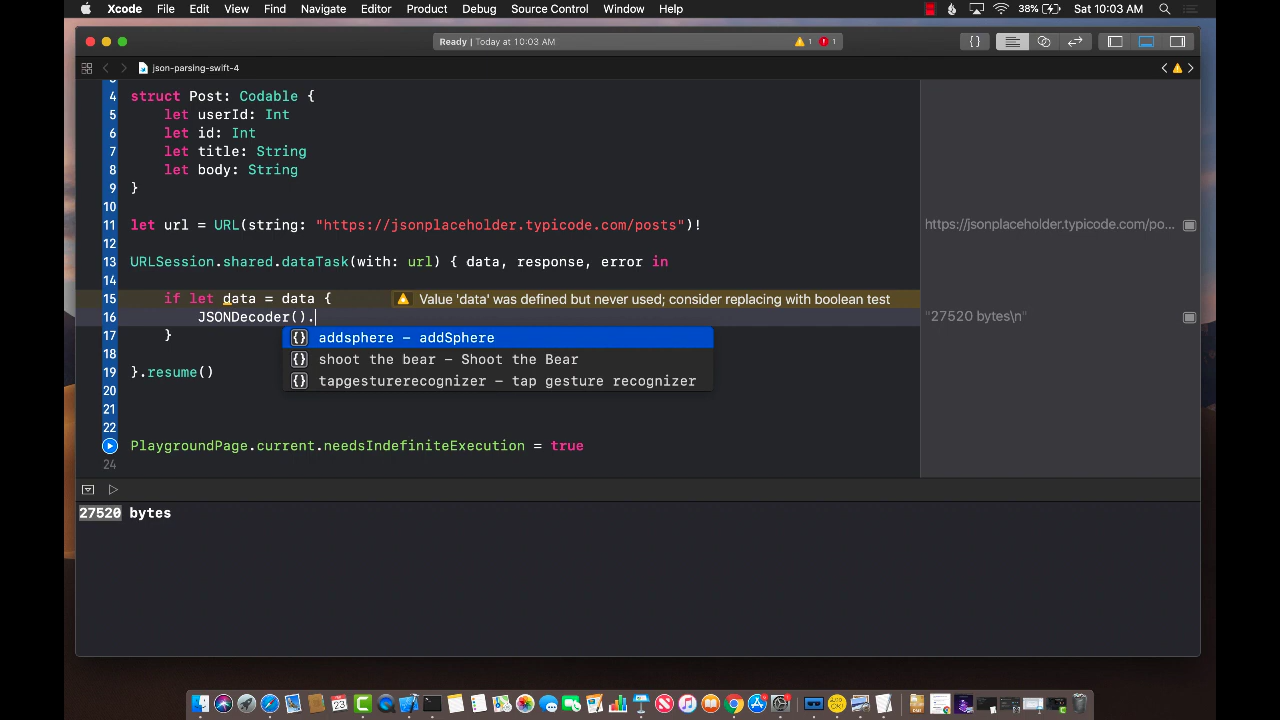 Xcode File Edit View Find Navigate Editor Product Debug Source Control Window Help 38% Sat 10:03 AM
Ready | Today at 10:03 AM 1 1 {}
json-parsing-swift-4
4 struct Post: Codable {
5 let userId: Int
6 let id: Int
7 let title: String
8 let body: String
9 }
10
11 let url = URL(string: "https://jsonplaceholder.typicode.com/posts")! https://jsonplaceholder.typicode.com/po...
12
13 URLSession.shared.dataTask(with: url) { data, response, error in
14
15 if let data = data { Value 'data' was defined but never used; consider replacing with boolean test
16 JSONDecoder(). "27520 bytes\n"
17 }
{} addsphere – addSphere
18
{} shoot the bear – Shoot the Bear
19 }.resume()
{} tapgesturerecognizer – tap gesture recognizer
20
21
22
PlaygroundPage.current.needsIndefiniteExecution = true
24
27520 bytes